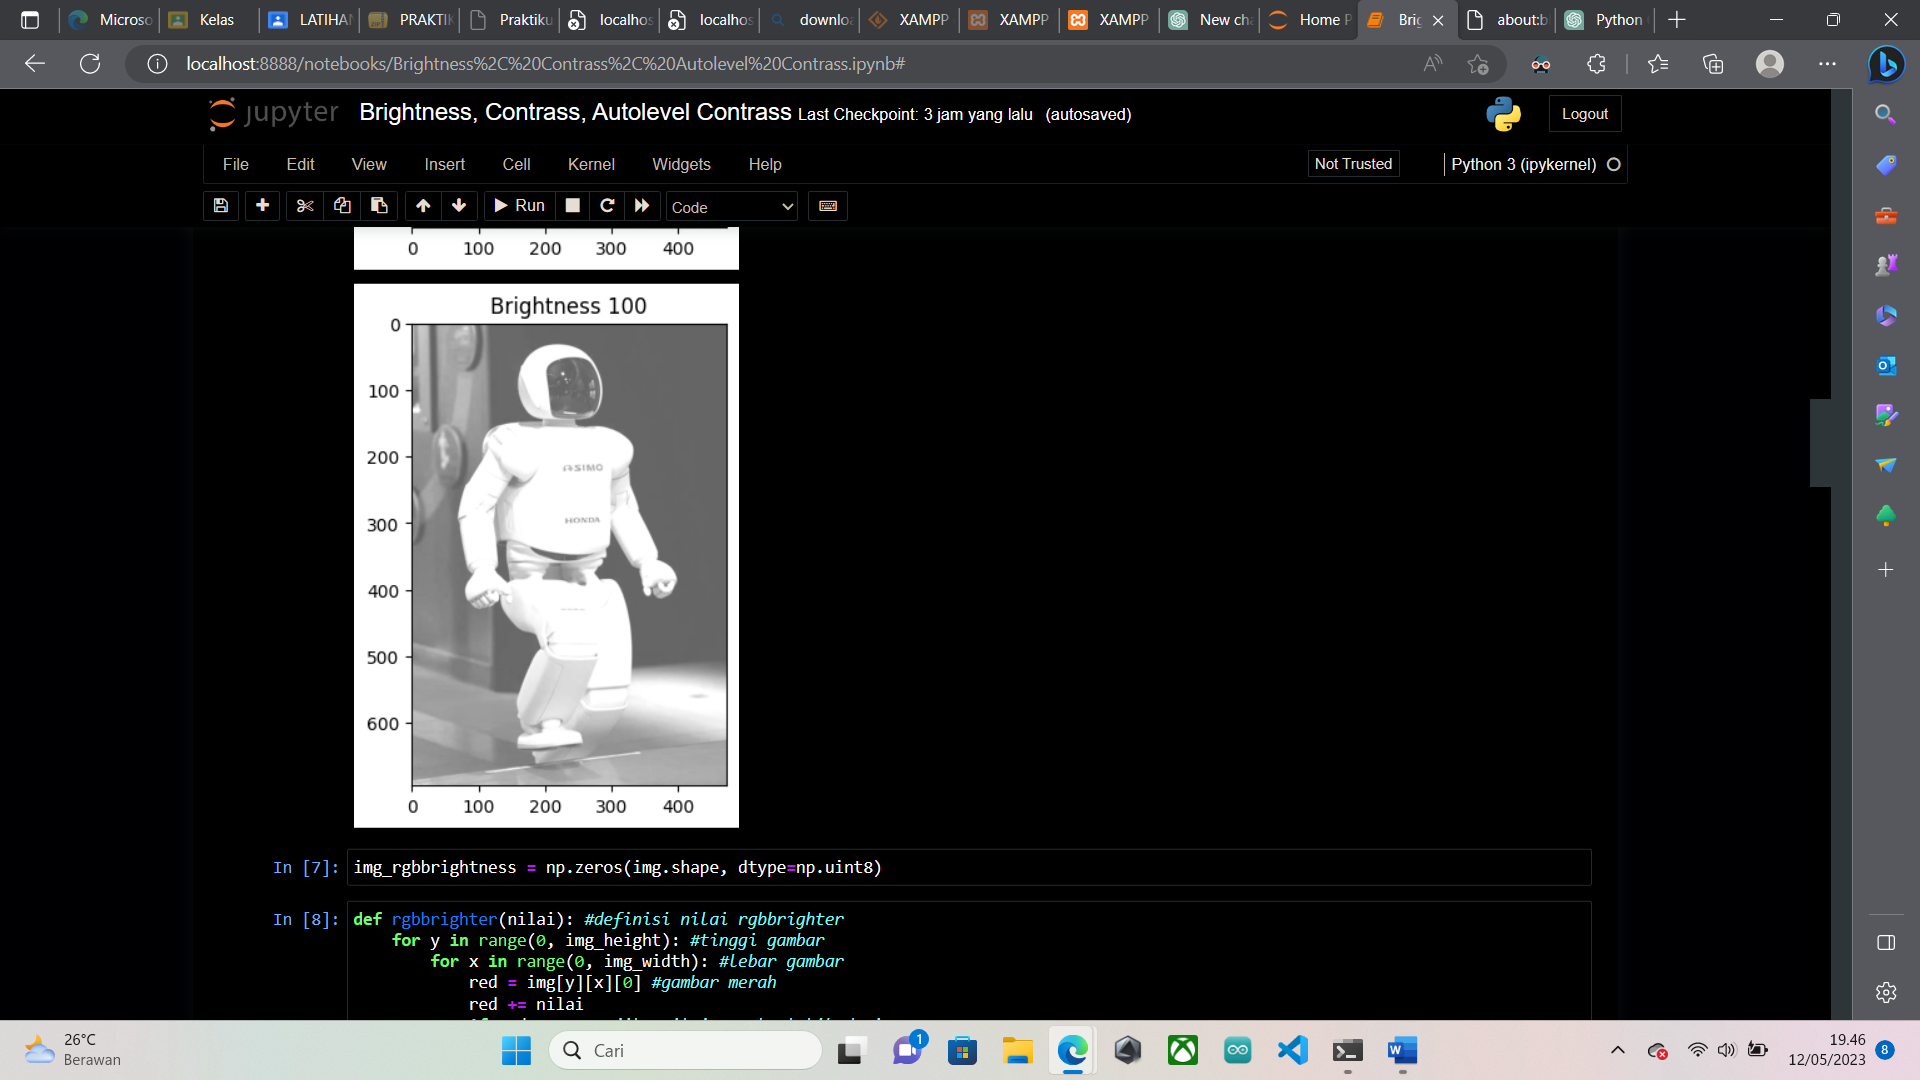 Microso
Kelas
LATIHAN
PRAKTIK
Praktiku
localhos
localhos
downloa
XAMPP
XAMPP
XAMPP
New cha
Home P
Brig
about:b
Python
localhost:8888/notebooks/Brightness%2C%20Contrass%2C%20Autolevel%20Contrass.ipynb#
jupyter Brightness, Contrass, Autolevel Contrass Last Checkpoint: 3 jam yang lalu (autosaved)
Logout
File Edit View Insert Cell Kernel Widgets Help
Not Trusted
Python 3 (ipykernel)
Run
Code
0 100 200 300 400
Brightness 100
0
100
200
300
400
500
600
ASIMO
HONDA
0 100 200 300 400
In [7]: img_rgbbrightness = np.zeros(img.shape, dtype=np.uint8)
In [8]: def rgbbrighter(nilai): #definisi nilai rgbbrighter
for y in range(0, img_height): #tinggi gambar
for x in range(0, img_width): #lebar gambar
red = img[y][x][0] #gambar merah
red += nilai
26°C
Berawan
Cari
1
19.46
12/05/2023
8